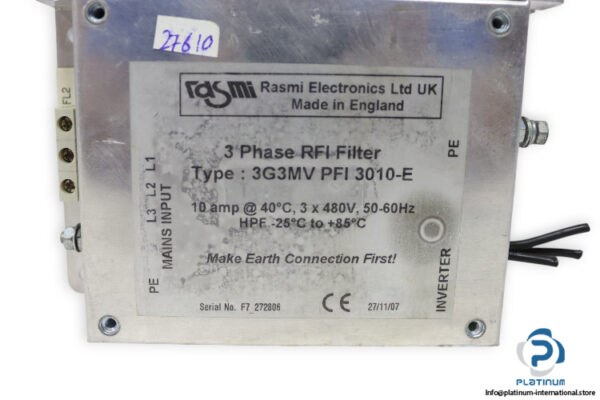 27610
FL2
rasmi Rasmi Electronics Ltd UK
Made in England
3 Phase RFI Filter
Type : 3G3MV PFI 3010-E
10 amp @ 40°C, 3 x 480V, 50-60Hz
HPF -25°C to +85°C
Make Earth Connection First!
Serial No. F7_272806 CE 27/11/07
PE L3 L2 L1
MAINS INPUT
PE
INVERTER
PLATINUM
Info@platinum-international.store